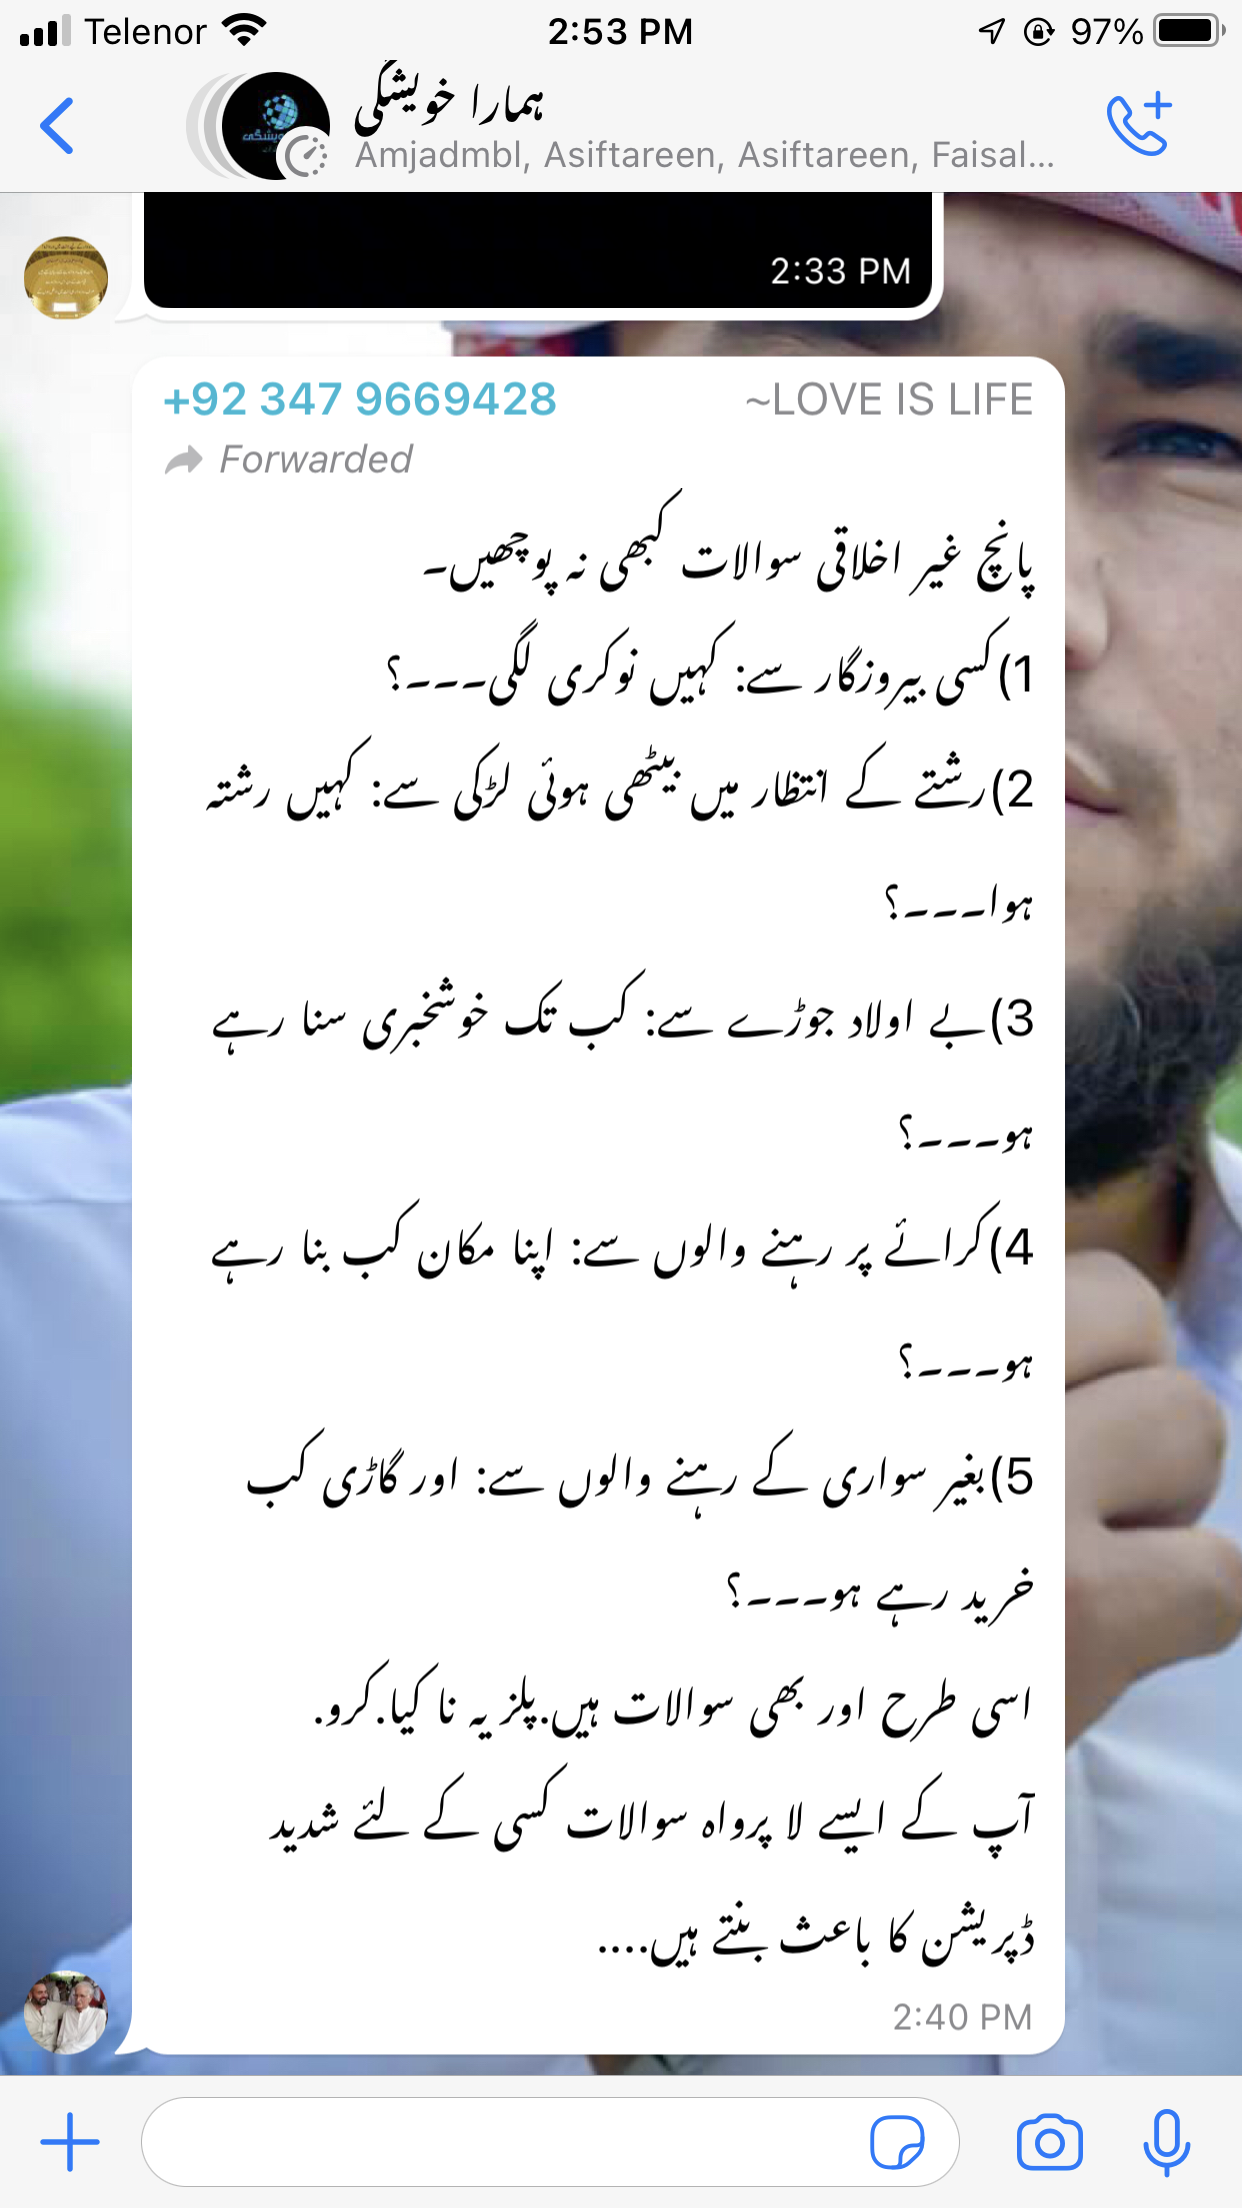 Telenor 2:53 PM 97%
ہمارا خویشگی
Amjadmbl, Asiftareen, Asiftareen, Faisal...
2:33 PM
+92 347 9669428 ~LOVE IS LIFE
Forwarded
پانچ غیر اخلاقی سوالات کبھی نہ پوچھیں۔
1)کسی بیروزگار سے: کہیں نوکری لگی۔۔۔؟
2)رشتے کے انتظار میں بیٹھی ہوئی لڑکی سے: کہیں رشتہ
ہوا۔۔۔؟
3)بے اولاد جوڑے سے: کب تک خوشخبری سنا رہے
ہو۔۔۔؟
4)کرائے پر رہنے والوں سے: اپنا مکان کب بنا رہے
ہو۔۔۔؟
5)بغیر سواری کے رہنے والوں سے: اور گاڑی کب
خرید رہے ہو۔۔۔؟
اسی طرح اور بھی سوالات ہیں.پلز یہ نا کیا.کرو.
آپ کے ایسے لا پرواہ سوالات کسی کے لئے شدید
ڈپریشن کا باعث بنتے ہیں....
2:40 PM